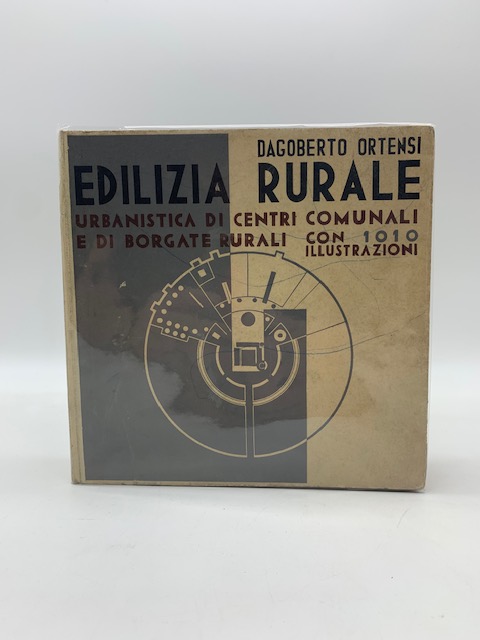 DAGOBERTO ORTENSI
EDILIZIA RURALE
URBANISTICA DI CENTRI COMUNALI
E DI BORGATE RURALI CON 1010
ILLUSTRAZIONI